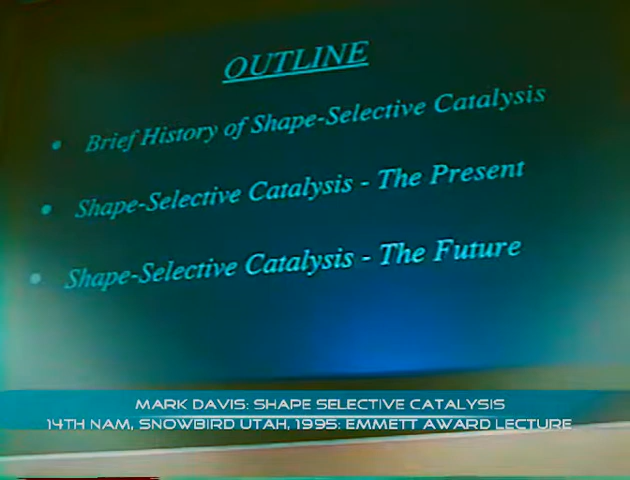 OUTLINE
• Brief History of Shape-Selective Catalysis
• Shape-Selective Catalysis - The Present
• Shape-Selective Catalysis - The Future
MARK DAVIS: SHAPE SELECTIVE CATALYSIS
14TH NAM, SNOWBIRD UTAH, 1995: EMMETT AWARD LECTURE